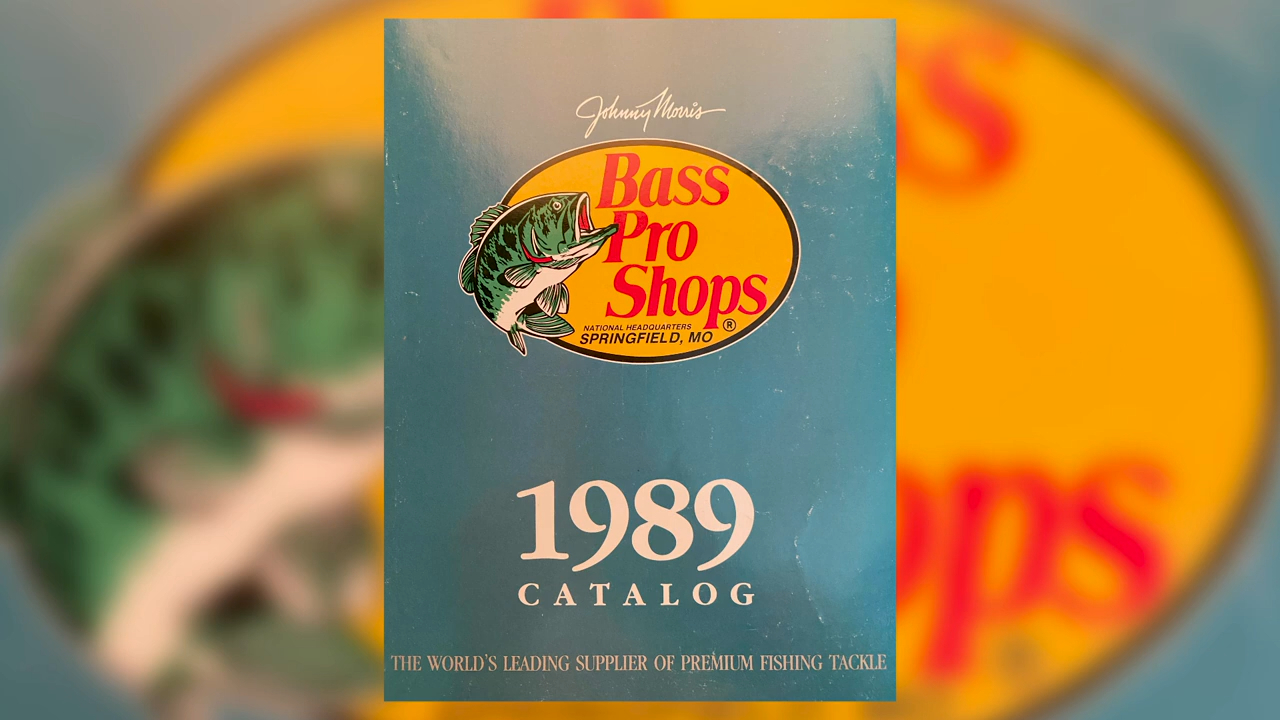 Johnny Morris
Bass
Pro
Shops
®
NATIONAL HEADQUARTERS
SPRINGFIELD, MO
1989
CATALOG
THE WORLD'S LEADING SUPPLIER OF PREMIUM FISHING TACKLE